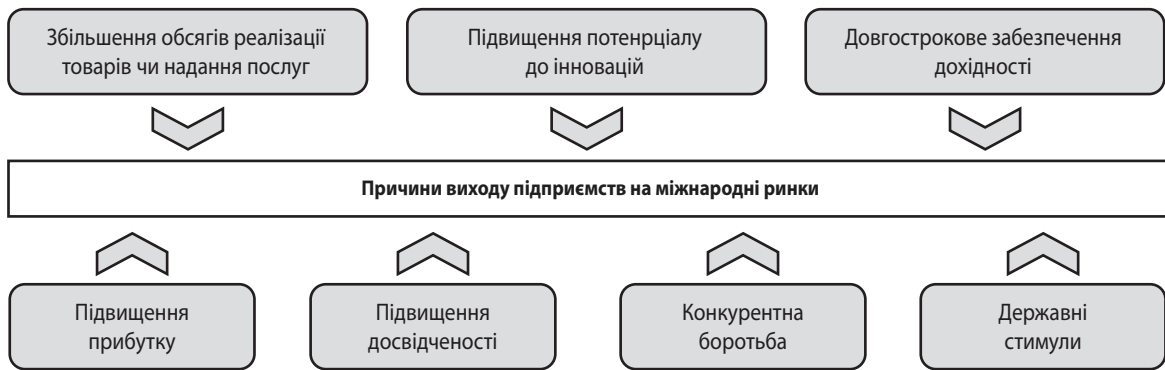 Збільшення обсягів реалізації
товарів чи надання послуг
Підвищення потенрціалу
до інновацій
Довгострокове забезпечення
дохідності
Причини виходу підприємств на міжнародні ринки
Підвищення
прибутку
Підвищення
досвідченості
Конкурентна
боротьба
Державні
стимули